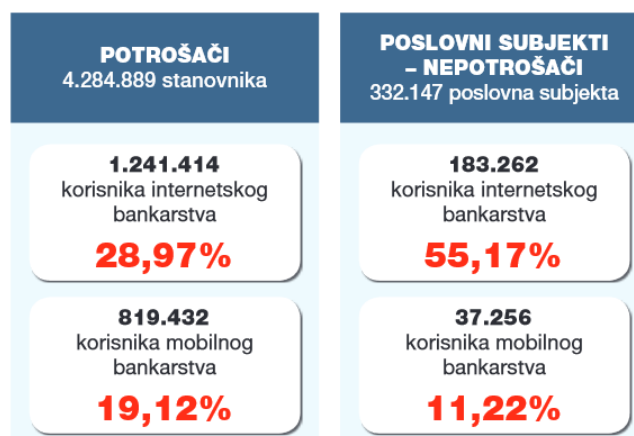 POTROŠAČI
4.284.889 stanovnika
1.241.414
korisnika internetskog
bankarstva
28,97%
819.432
korisnika mobilnog
bankarstva
19,12%
POSLOVNI SUBJEKTI
– NEPOTROŠAČI
332.147 poslovna subjekta
183.262
korisnika internetskog
bankarstva
55,17%
37.256
korisnika mobilnog
bankarstva
11,22%